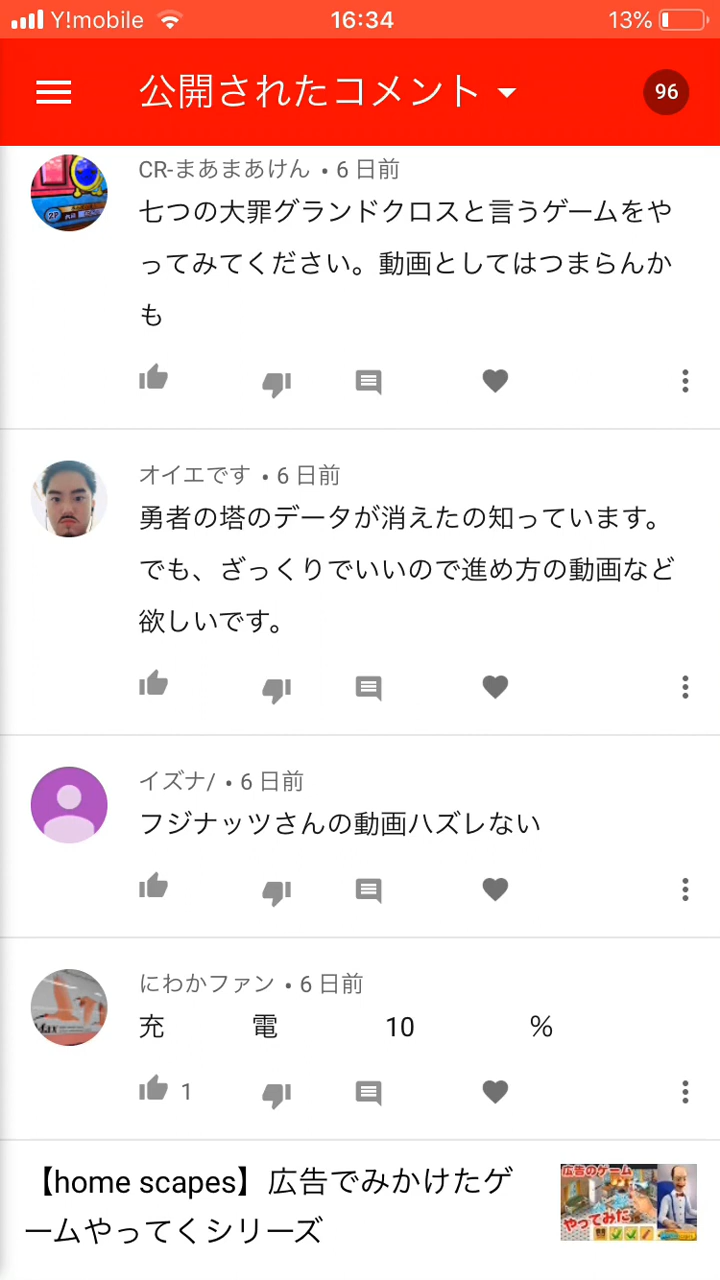 Y!mobile 16:34 13%
公開されたコメント 96
CR-まあまあけん • 6 日前
七つの大罪グランドクロスと言うゲームをや
ってみてください。動画としてはつまらんか
も
オイエです • 6 日前
勇者の塔のデータが消えたの知っています。
でも、ざっくりでいいので進め方の動画など
欲しいです。
イズナ/ • 6 日前
フジナッツさんの動画ハズレない
にわかファン • 6 日前
充 電 10 %
1
【home scapes】広告でみかけたゲ
ームやってくシリーズ
広告のゲーム
やってみた